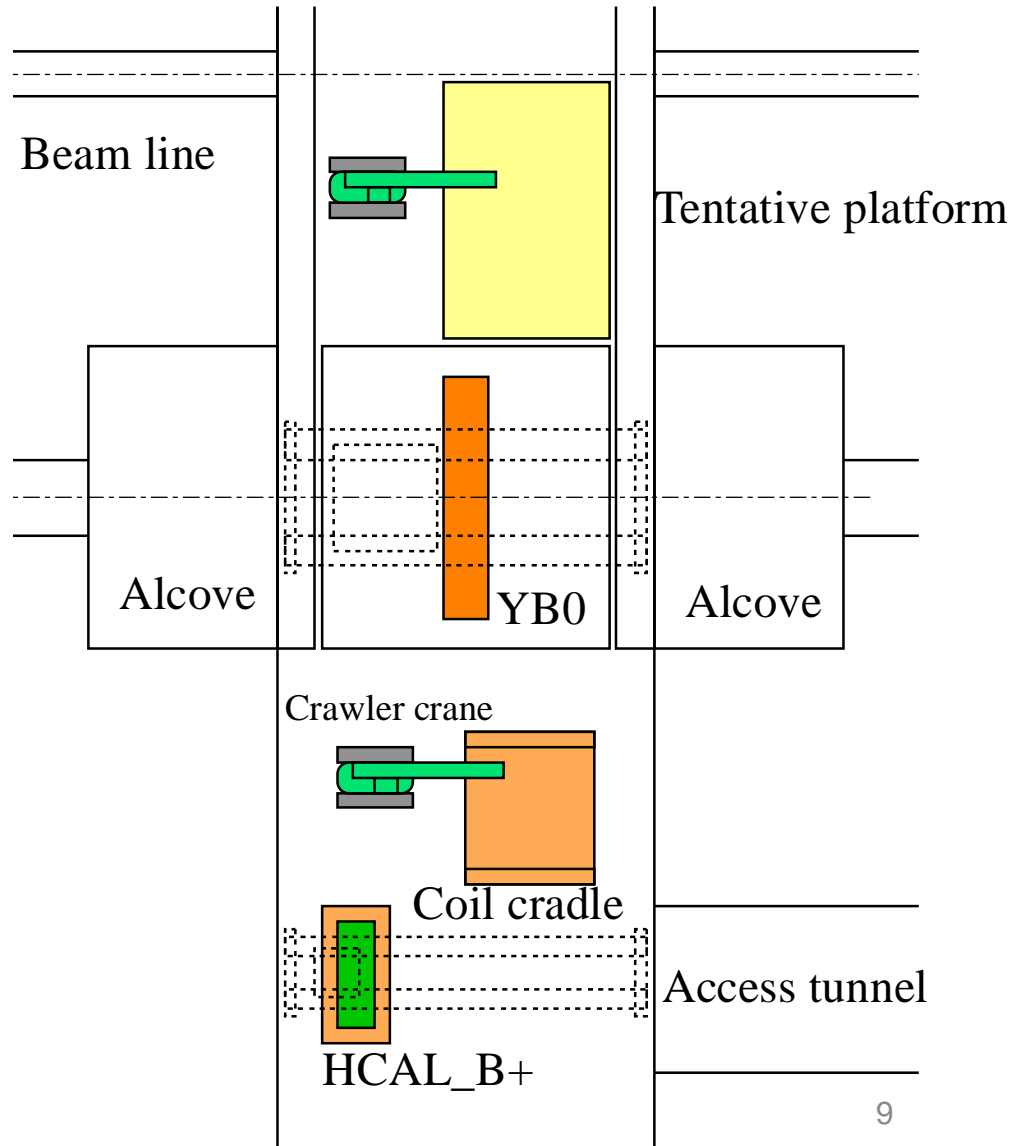 Beam line
Tentative platform
Alcove
YB0
Alcove
Crawler crane
Coil cradle
Access tunnel
HCAL_B+
9